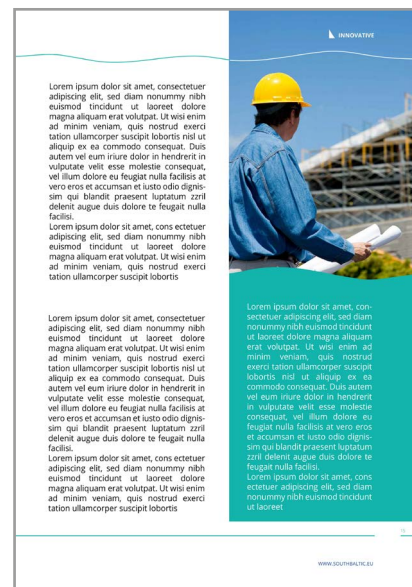 INNOVATIVE
Lorem ipsum dolor sit amet, consectetuer
adipiscing elit, sed diam nonummy nibh
euismod tincidunt ut laoreet dolore
magna aliquam erat volutpat. Ut wisi enim
ad minim veniam, quis nostrud exerci
tation ullamcorper suscipit lobortis nisl ut
aliquip ex ea commodo consequat. Duis
autem vel eum iriure dolor in hendrerit in
vulputate velit esse molestie consequat,
vel illum dolore eu feugiat nulla facilisis at
vero eros et accumsan et iusto odio dignis-
sim qui blandit praesent luptatum zzril
delenit augue duis dolore te feugait nulla
facilisi.
Lorem ipsum dolor sit amet, cons ectetuer
adipiscing elit, sed diam nonummy nibh
euismod tincidunt ut laoreet dolore
magna aliquam erat volutpat. Ut wisi enim
ad minim veniam, quis nostrud exerci
tation ullamcorper suscipit lobortis
Lorem ipsum dolor sit amet, consectetuer
adipiscing elit, sed diam nonummy nibh
euismod tincidunt ut laoreet dolore
magna aliquam erat volutpat. Ut wisi enim
ad minim veniam, quis nostrud exerci
tation ullamcorper suscipit lobortis nisl ut
aliquip ex ea commodo consequat. Duis
autem vel eum iriure dolor in hendrerit in
vulputate velit esse molestie consequat,
vel illum dolore eu feugiat nulla facilisis at
vero eros et accumsan et iusto odio dignis-
sim qui blandit praesent luptatum zzril
delenit augue duis dolore te feugait nulla
facilisi.
Lorem ipsum dolor sit amet, cons ectetuer
adipiscing elit, sed diam nonummy nibh
euismod tincidunt ut laoreet dolore
magna aliquam erat volutpat. Ut wisi enim
ad minim veniam, quis nostrud exerci
tation ullamcorper suscipit lobortis
Lorem ipsum dolor sit amet, con-
sectetuer adipiscing elit, sed diam
nonummy nibh euismod tincidunt
ut laoreet dolore magna aliquam
erat volutpat. Ut wisi enim ad
minim veniam, quis nostrud
exerci tation ullamcorper suscipit
lobortis nisl ut aliquip ex ea
commodo consequat. Duis autem
vel eum iriure dolor in hendrerit
in vulputate velit esse molestie
consequat, vel illum dolore eu
feugiat nulla facilisis at vero eros
et accumsan et iusto odio dignis-
sim qui blandit praesent luptatum
zzril delenit augue duis dolore te
feugait nulla facilisi.
Lorem ipsum dolor sit amet, cons
ectetuer adipiscing elit, sed diam
nonummy nibh euismod tincidunt
ut laoreet
WWW.SOUTHBALTIC.EU